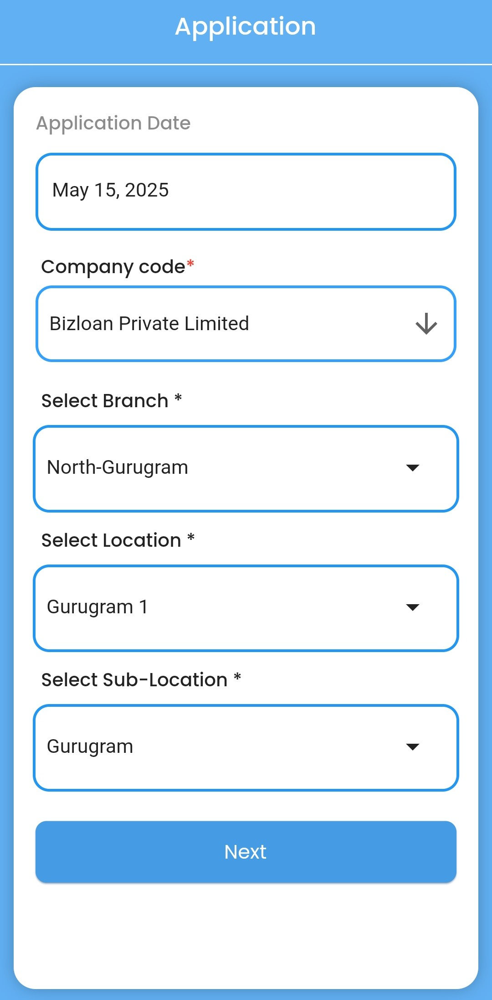 Application
Application Date
May 15, 2025
Company code*
Bizloan Private Limited
Select Branch *
North-Gurugram
Select Location *
Gurugram 1
Select Sub-Location *
Gurugram
Next